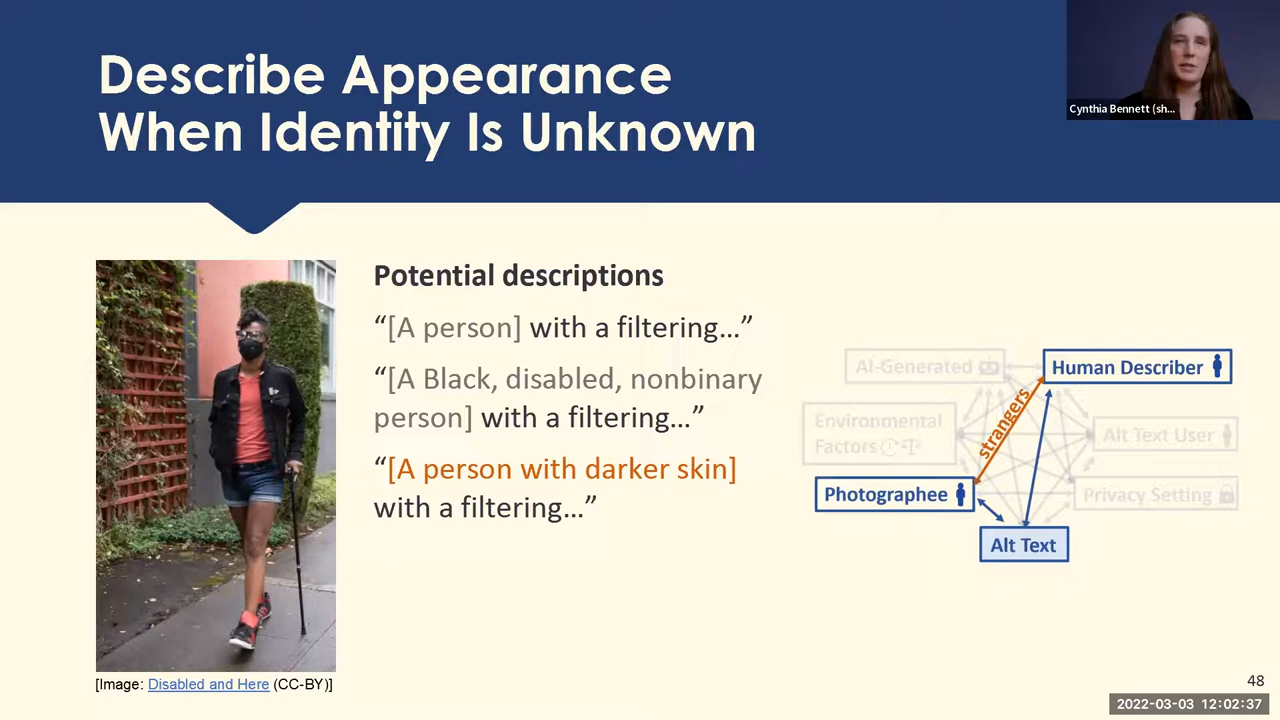 Describe Appearance
When Identity Is Unknown
Cynthia Bennett (sh...
Potential descriptions
“[A person] with a filtering…”
“[A Black, disabled, nonbinary
person] with a filtering…”
“[A person with darker skin]
with a filtering…”
AI-Generated
Human Describer
Environmental
Factors
strangers
Alt Text User
Photographee
Privacy Setting
Alt Text
[Image: Disabled and Here (CC-BY)]
48
2022-03-03 12:02:37